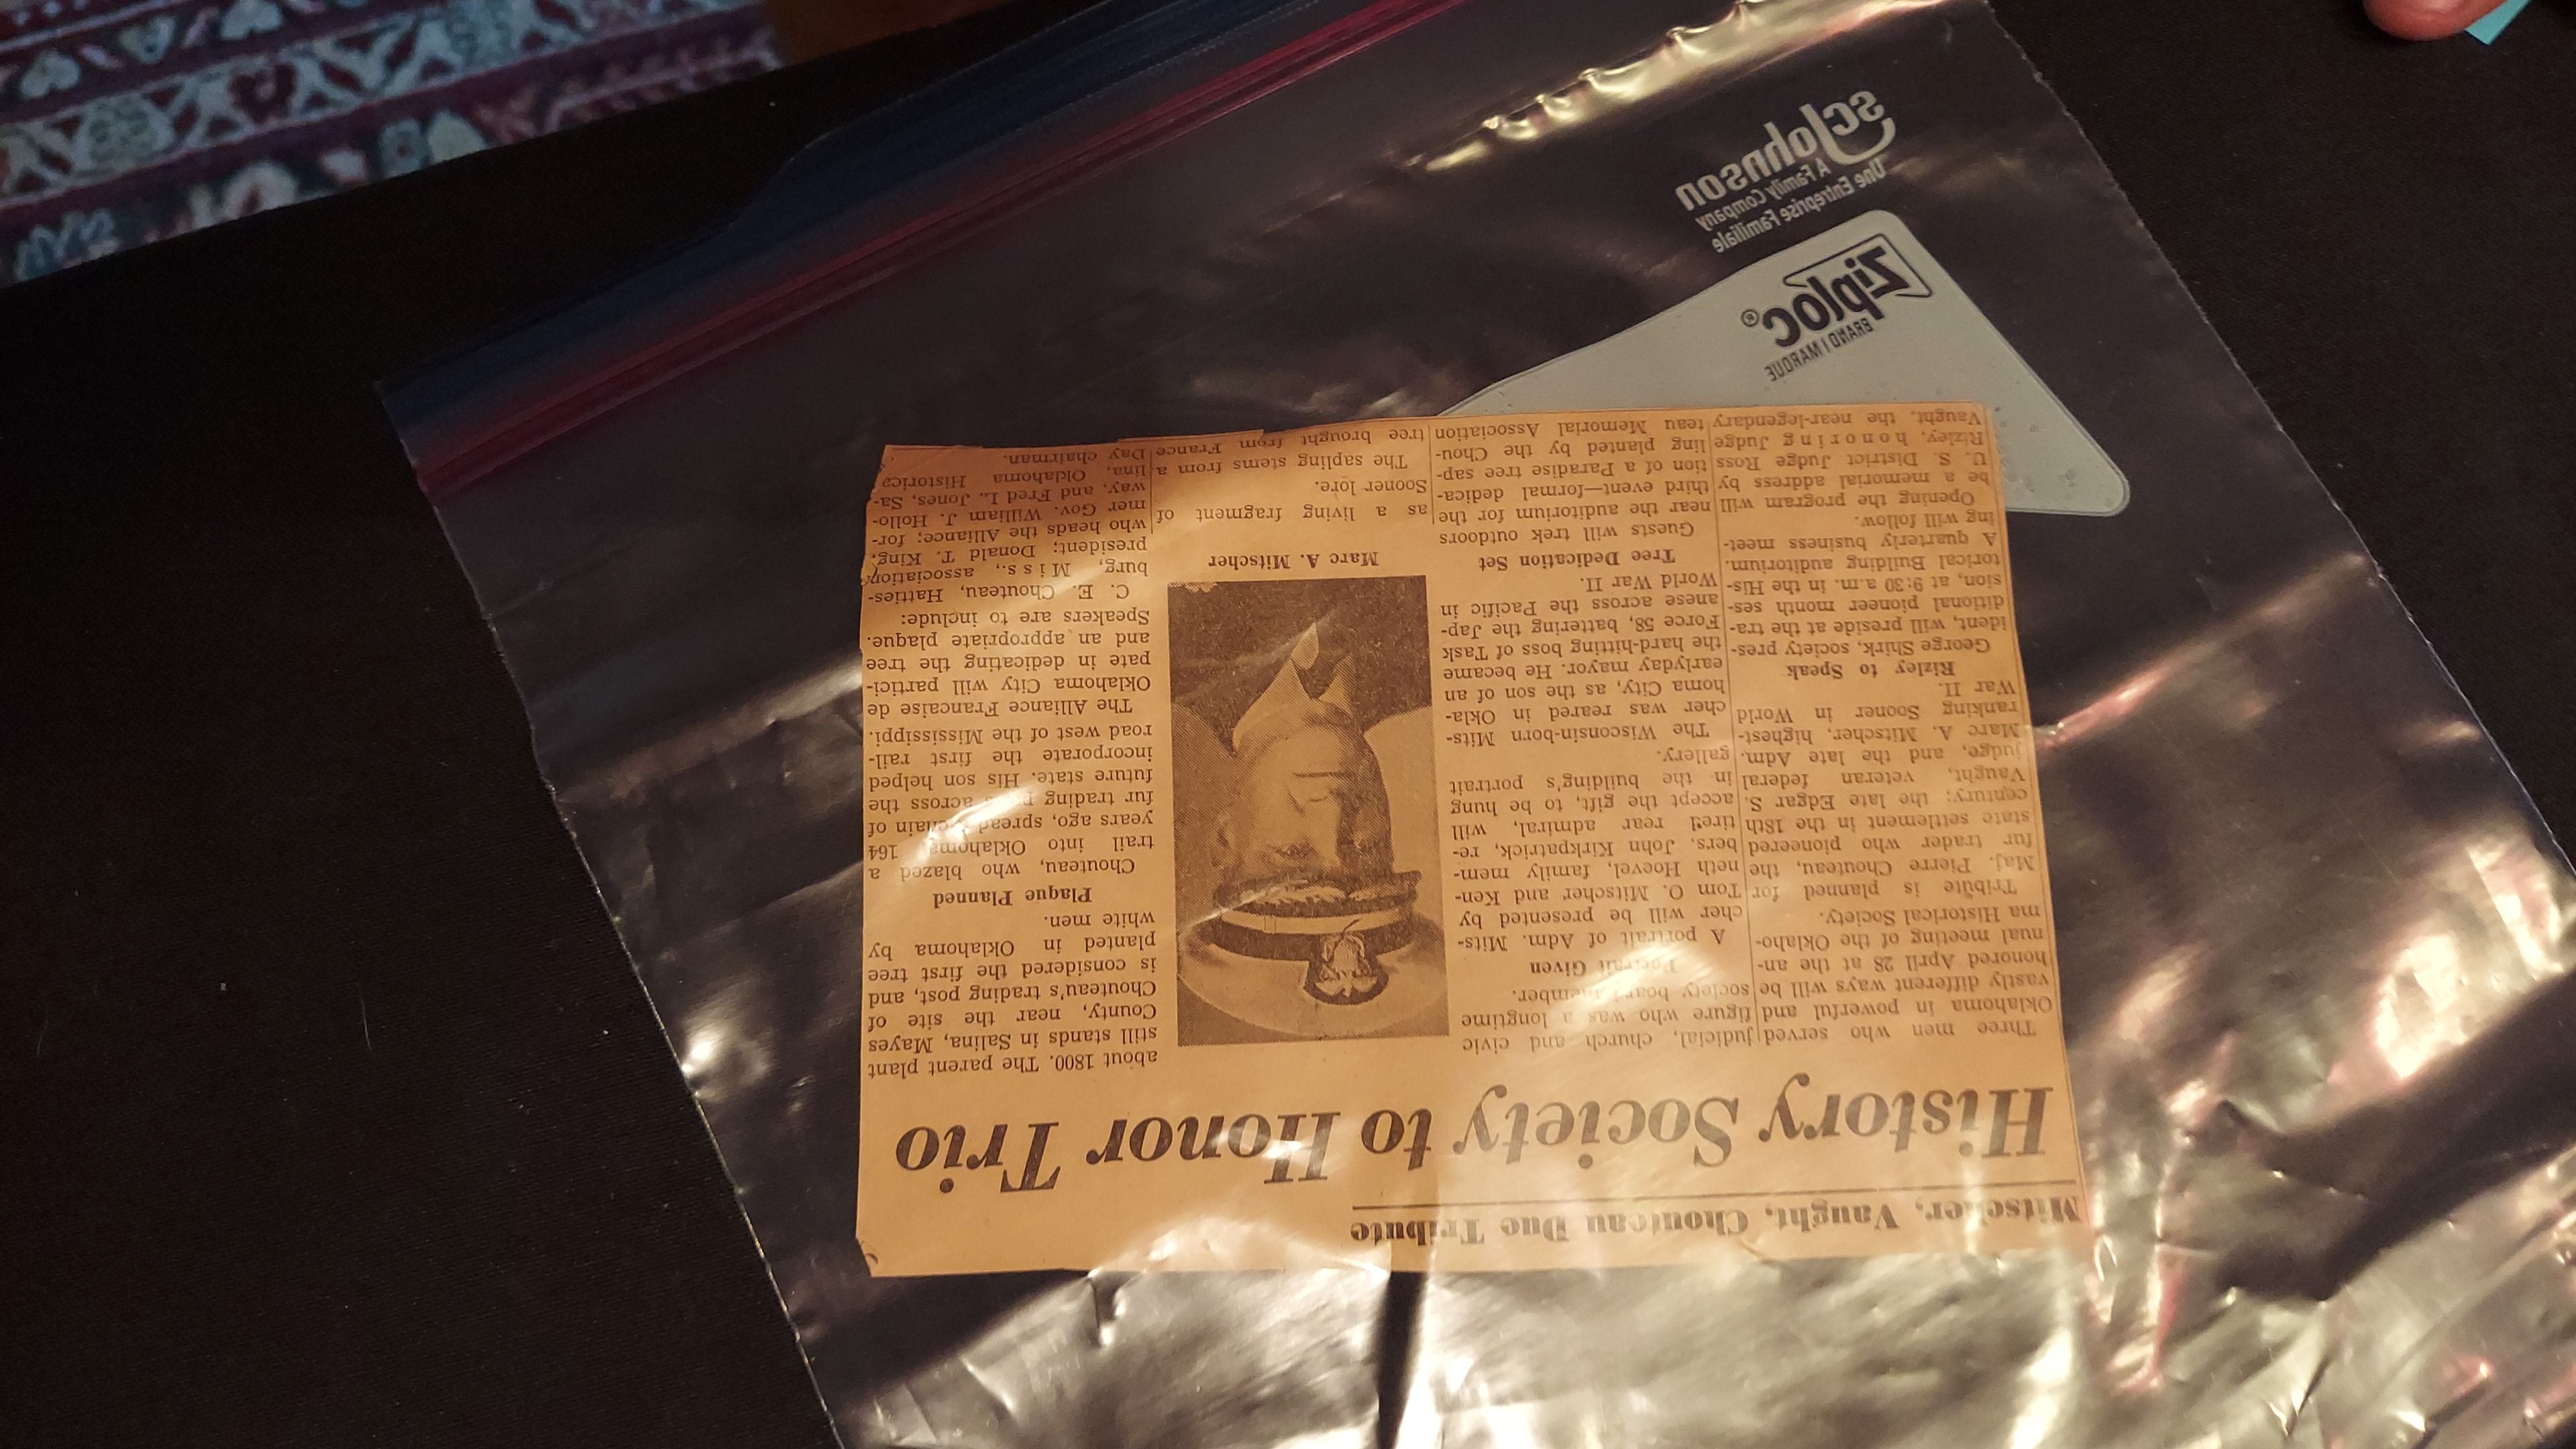 Mitscher, Vaught, Chouteau Due Tribute
History Society to Honor Trio
Three men who served
Oklahoma in powerful and
vastly different ways will be
honored April 28 at the an-
nual meeting of the Oklaho-
ma Historical Society.
Tribute is planned for
Maj. Pierre Chouteau, the
fur trader who pioneered
state settlement in the 18th
century; the late Edgar S.
Vaught, veteran federal
judge, and the late Adm.
Marc A. Mitscher, highest-
ranking Sooner in World
War II.
Rizley to Speak
George Shirk, society pres-
ident, will preside at the tra-
ditional pioneer month ses-
sion, at 9:30 a.m. in the His-
torical Building auditorium.
A quarterly business meet-
ing will follow.
Opening the program will
be a memorial address by
U. S. District Judge Ross
Rizley, honoring Judge
Vaught, the near-legendary
judicial, church and civic
figure who was a longtime
society board member.
Portrait Given
A portrait of Adm. Mits-
cher will be presented by
Tom O. Mitscher and Ken-
neth Hoevel, family mem-
bers. John Kirkpatrick, re-
tired rear admiral, will
accept the gift, to be hung
in the building's portrait
gallery.
The Wisconsin-born Mits-
cher was reared in Okla-
homa City, as the son of an
earlyday mayor. He became
the hard-hitting boss of Task
Force 58, battering the Jap-
anese across the Pacific in
World War II.
Tree Dedication Set
Guests will trek outdoors
near the auditorium for the
third event—formal dedica-
tion of a Paradise tree sap-
ling planted by the Chou-
teau Memorial Association
Marc A. Mitscher
as a living fragment of
Sooner lore.
The sapling stems from a
tree brought from France
about 1800. The parent plant
still stands in Salina, Mayes
County, near the site of
Chouteau's trading post, and
is considered the first tree
planted in Oklahoma by
white men.
Plaque Planned
Chouteau, who blazed a
trail into Oklahoma 164
years ago, spread a chain of
fur trading posts across the
future state. His son helped
incorporate the first rail-
road west of the Mississippi.
The Alliance Francaise de
Oklahoma City will partici-
pate in dedicating the tree
and an appropriate plaque.
Speakers are to include:
C. E. Chouteau, Hatties-
burg, Miss., association
president; Donald T. King,
who heads the Alliance; for-
mer Gov. William J. Hollo-
way, and Fred L. Jones, Sa-
lina, Oklahoma Historic
Day chairman.
scJohnson
A Family Company
Une Entreprise Familiale
Ziploc®
BRAND / MARQUE